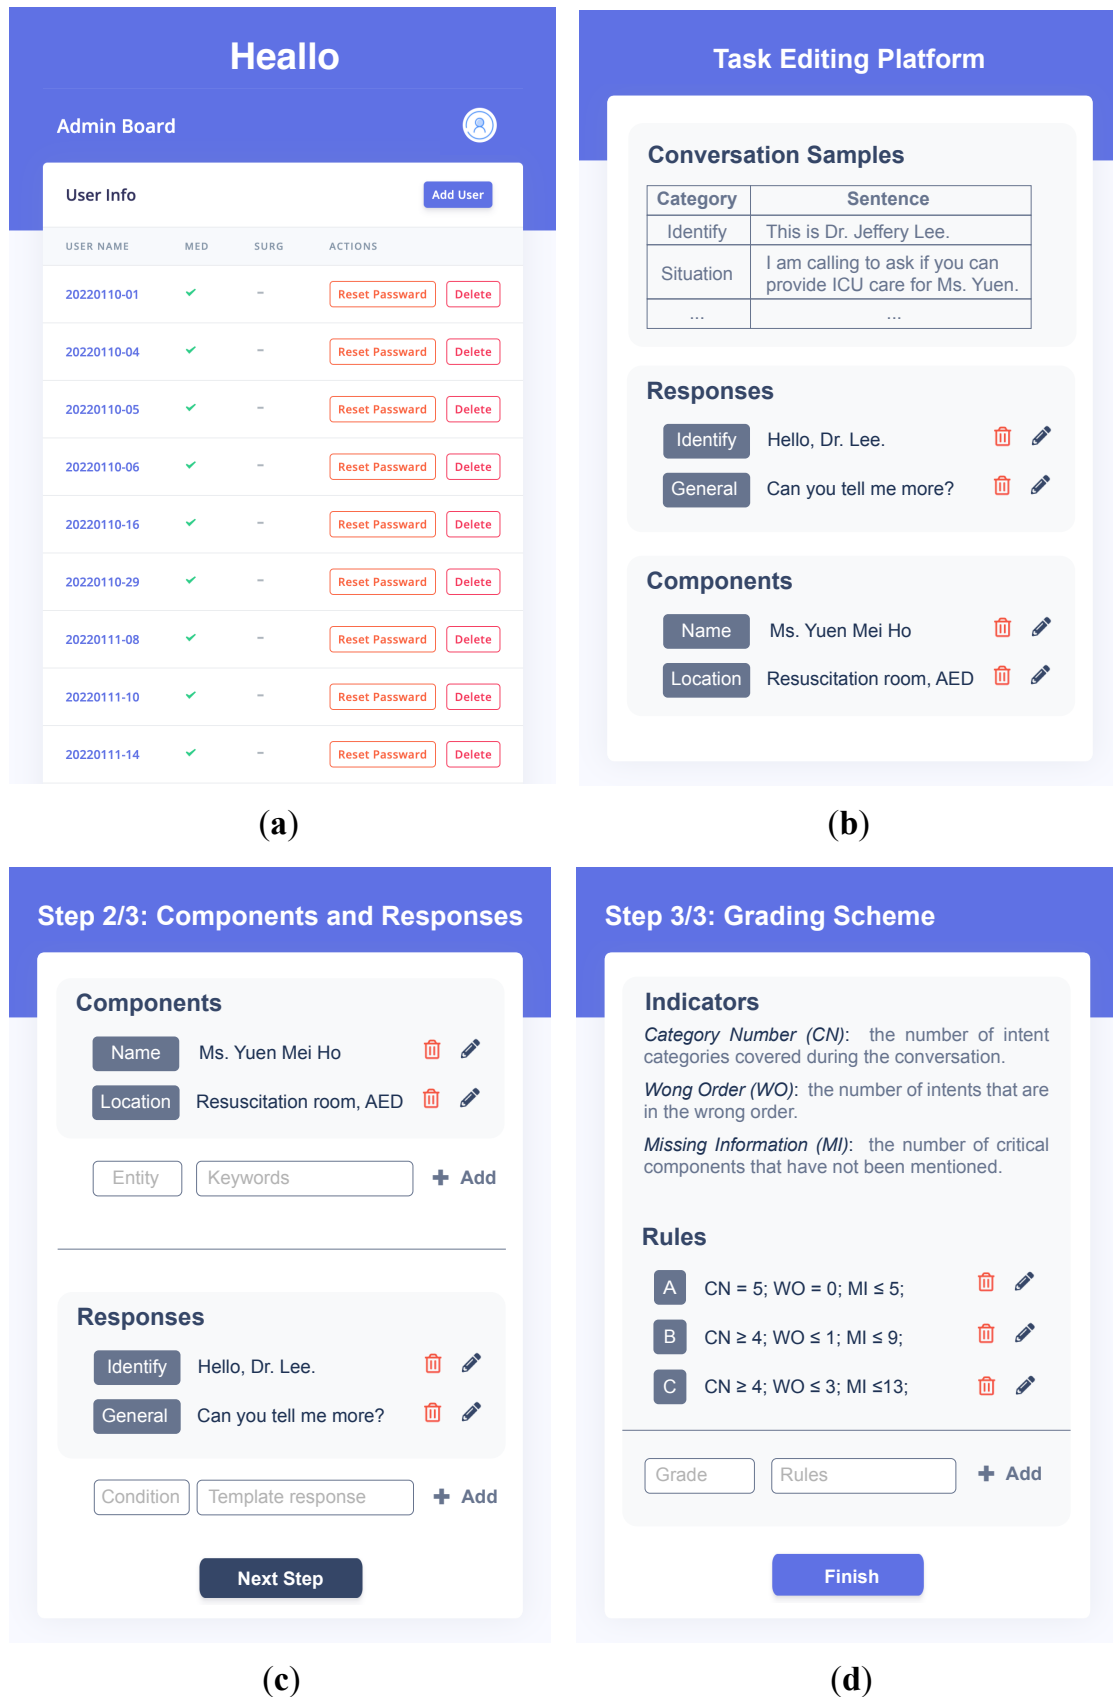 Heallo
Admin Board
User Info
Add User
USER NAME MED SURG ACTIONS
20220110-01 – Reset Password Delete
20220110-04 – Reset Password Delete
20220110-05 – Reset Password Delete
20220110-06 – Reset Password Delete
20220110-16 – Reset Password Delete
20220110-29 – Reset Password Delete
20220111-08 – Reset Password Delete
20220111-10 – Reset Password Delete
20220111-14 – Reset Password Delete
(a)
Task Editing Platform
Conversation Samples
Category Sentence
Identify This is Dr. Jeffery Lee.
Situation I am calling to ask if you can
provide ICU care for Ms. Yuen.
... ...
Responses
Identify Hello, Dr. Lee.
General Can you tell me more?
Components
Name Ms. Yuen Mei Ho
Location Resuscitation room, AED
(b)
Step 2/3: Components and Responses
Components
Name Ms. Yuen Mei Ho
Location Resuscitation room, AED
Entity Keywords + Add
Responses
Identify Hello, Dr. Lee.
General Can you tell me more?
Condition Template response + Add
Next Step
(c)
Step 3/3: Grading Scheme
Indicators
Category Number (CN): the number of intent
categories covered during the conversation.
Wong Order (WO): the number of intents that are
in the wrong order.
Missing Information (MI): the number of critical
components that have not been mentioned.
Rules
A CN = 5; WO = 0; MI ≤ 5;
B CN ≥ 4; WO ≤ 1; MI ≤ 9;
C CN ≥ 4; WO ≤ 3; MI ≤13;
Grade Rules + Add
Finish
(d)